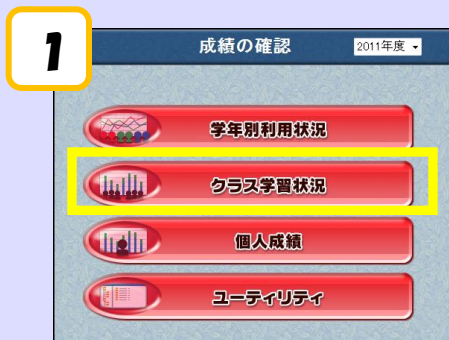 1
成績の確認
2011年度
学年別利用状況
クラス学習状況
個人成績
ユーティリティ